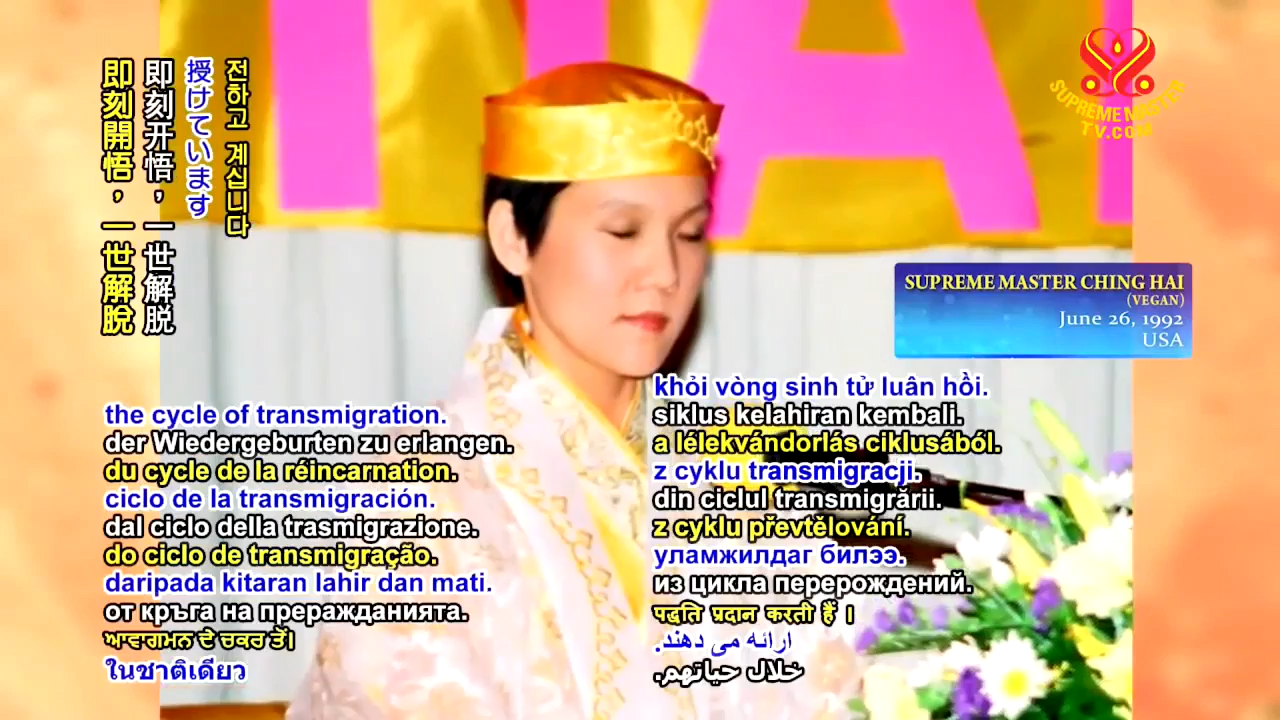 전하고 계십니다
授けています
即刻开悟，一世解脱
即刻開悟，一世解脫
SUPREME MASTER
TV.COM
SUPREME MASTER CHING HAI
(VEGAN)
June 26, 1992
USA
the cycle of transmigration.
der Wiedergeburten zu erlangen.
du cycle de la réincarnation.
ciclo de la transmigración.
dal ciclo della trasmigrazione.
do ciclo de transmigração.
daripada kitaran lahir dan mati.
от кръга на преражданията.
ਆਵਾਗਮਨ ਦੇ ਚਕਰ ਤੋਂ।
ในชาติเดียว
khỏi vòng sinh tử luân hồi.
siklus kelahiran kembali.
a lélekvándorlás ciklusából.
z cyklu transmigracji.
din ciclul transmigrării.
z cyklu převtělování.
уламжилдаг билээ.
из цикла перерождений.
पद्धति प्रदान करती हैं ।
ارائه می دهند.
خلال حياتهم.